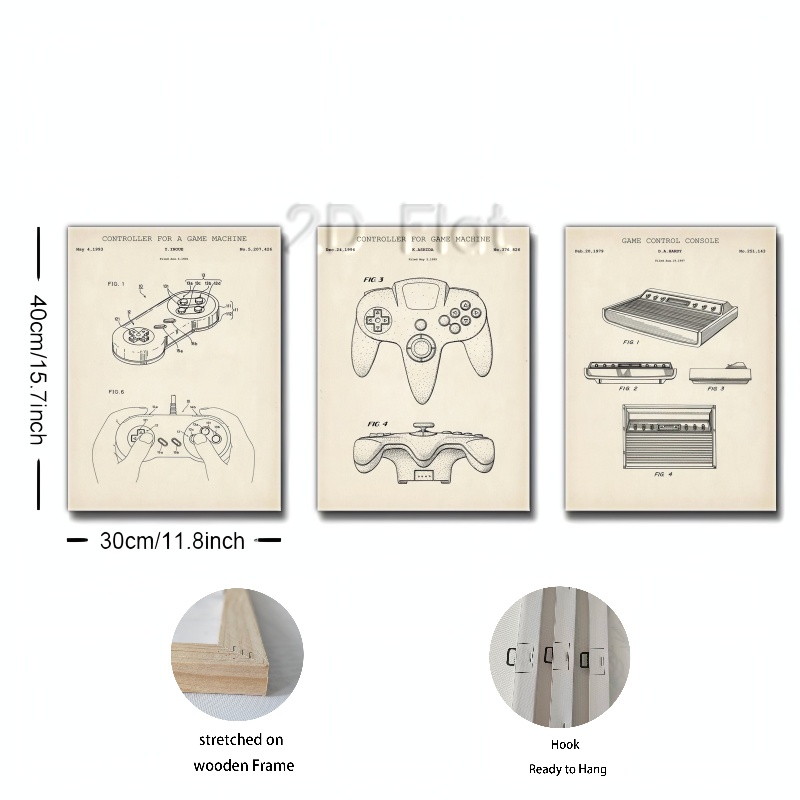 2D Flat
CONTROLLER FOR A GAME MACHINE
May 4, 1993 Y.INOUE No.5,207,426
FIG. 1
FIG.6
CONTROLLER FOR GAME MACHINE
Dec.24,1996 K.ASHIDA No.376,826
FIG 3
FIG. 4
GAME CONTROL CONSOLE
Feb.20,1979 D.A.HARDY No.251,143
FIG. 1
FIG. 2
FIG. 3
FIG. 4
40cm/15.7inch
30cm/11.8inch
stretched on
wooden Frame
Hook
Ready to Hang